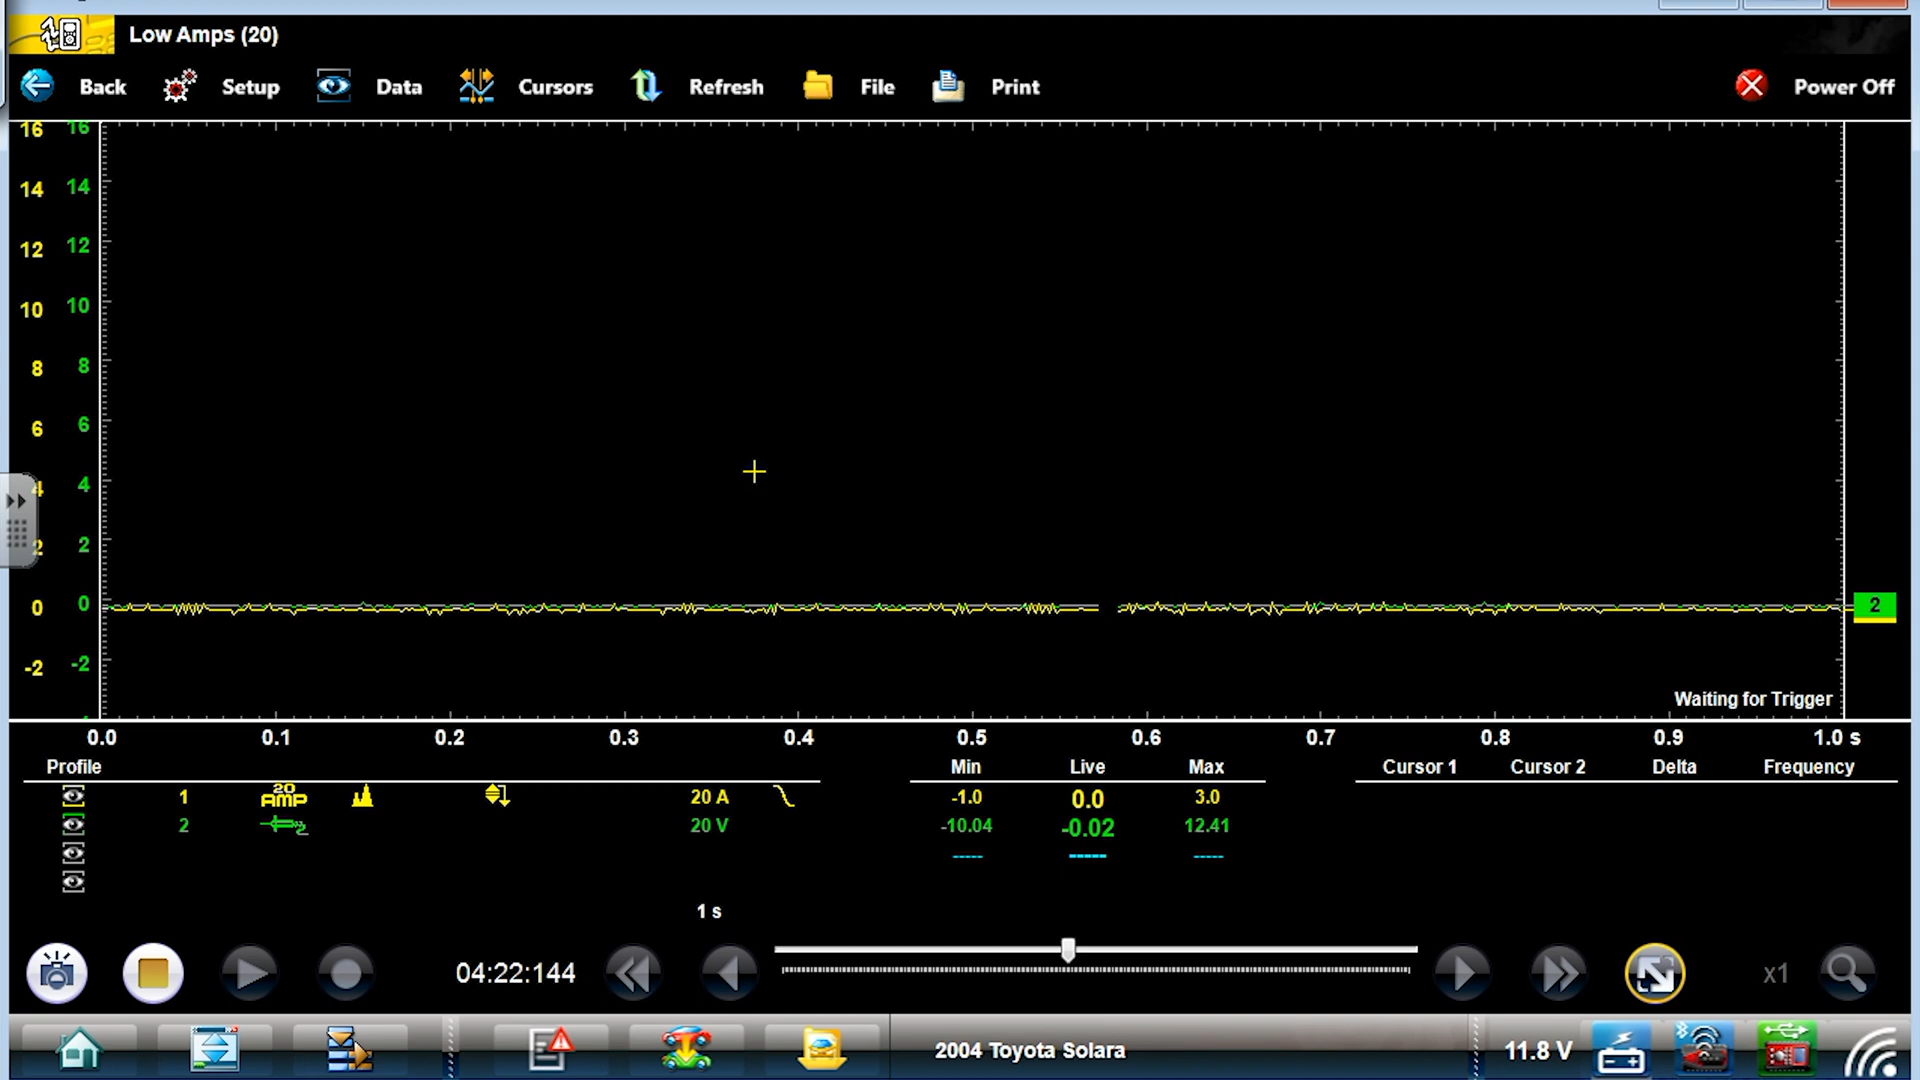 Low Amps (20)
Back Setup Data Cursors Refresh File Print Power Off
16 16
14 14
12 12
10 10
8 8
6 6
4 4
2 2
0 0
2
-2 -2
Waiting for Trigger
0.0 0.1 0.2 0.3 0.4 0.5 0.6 0.7 0.8 0.9 1.0 s
Profile Min Live Max Cursor 1 Cursor 2 Delta Frequency
1 20 AMP 20 A -1.0 0.0 3.0
2 20 V -10.04 -0.02 12.41
----- ----- -----
1 s
04:22:144 x1
2004 Toyota Solara 11.8 V